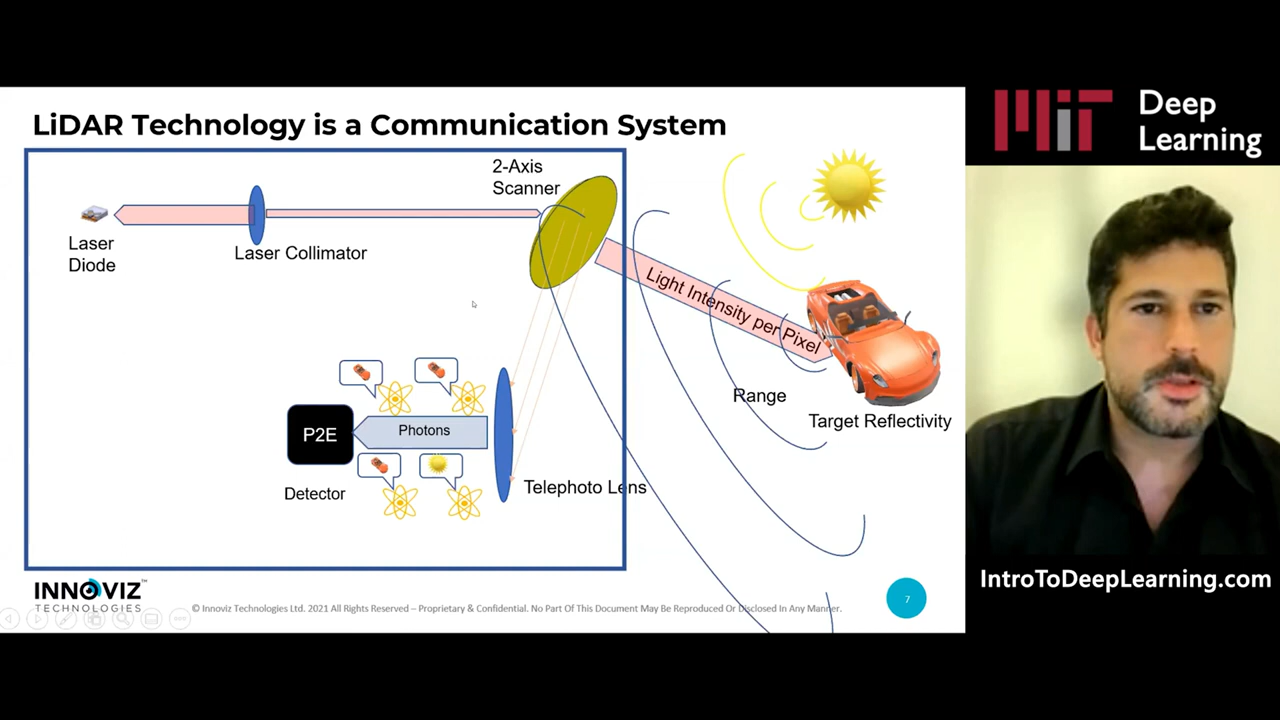 LiDAR Technology is a Communication System
2-Axis
Scanner
Laser
Diode
Laser Collimator
Light Intensity per Pixel
Range
Target Reflectivity
P2E
Photons
Detector
Telephoto Lens
INNOVIZ™
TECHNOLOGIES
© Innoviz Technologies Ltd. 2021 All Rights Reserved – Proprietary & Confidential. No Part Of This Document May Be Reproduced Or Disclosed In Any Manner.
7
MIT
Deep
Learning
IntroToDeepLearning.com